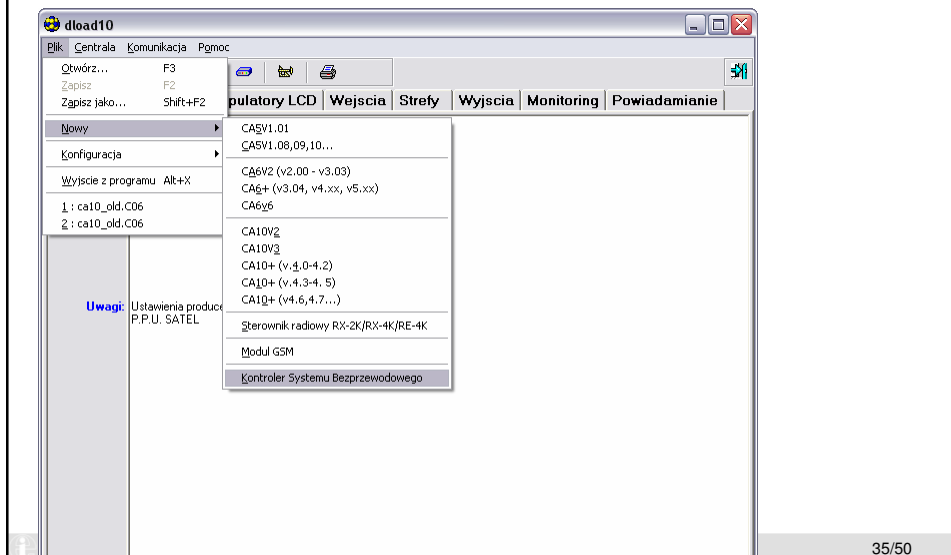 dload10
Plik Centrala Komunikacja Pomoc
Otwórz... F3
Zapisz F2
Zapisz jako... Shift+F2
Nowy
Konfiguracja
Wyjscie z programu Alt+X
1 : ca10_old.C06
2 : ca10_old.C06
pulatory LCD Wejscia Strefy Wyjscia Monitoring Powiadamianie
CA5V1.01
CA5V1.08,09,10...
CA6V2 (v2.00 - v3.03)
CA6+ (v3.04, v4.xx, v5.xx)
CA6v6
CA10V2
CA10V3
CA10+ (v.4.0-4.2)
CA10+ (v.4.3-4. 5)
CA10+ (v4.6,4.7...)
Sterownik radiowy RX-2K/RX-4K/RE-4K
Modul GSM
Kontroler Systemu Bezprzewodowego
Uwagi: Ustawienia produce
P.P.U. SATEL
35/50